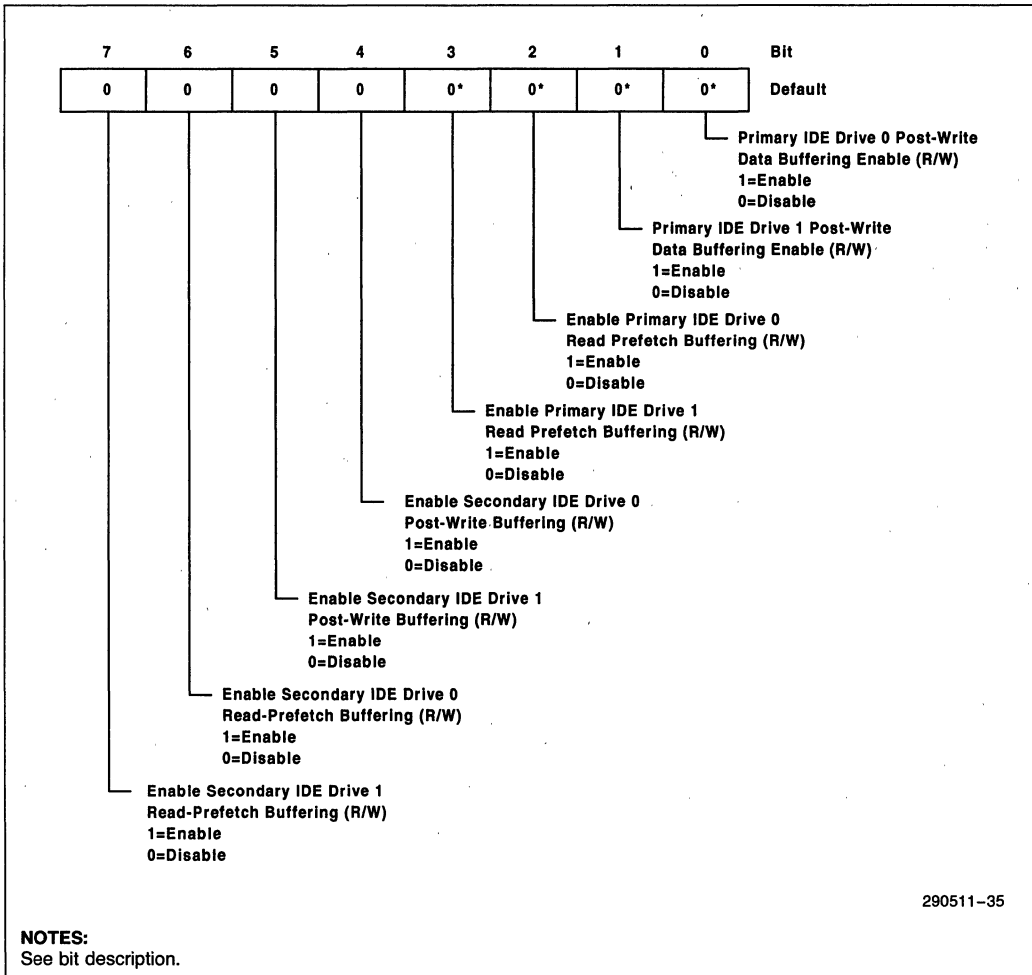 7 6 5 4 3 2 1 0 Bit
0 0 0 0 0* 0* 0* 0* Default
Primary IDE Drive 0 Post-Write
Data Buffering Enable (R/W)
1=Enable
0=Disable
Primary IDE Drive 1 Post-Write
Data Buffering Enable (R/W)
1=Enable
0=Disable
Enable Primary IDE Drive 0
Read Prefetch Buffering (R/W)
1=Enable
0=Disable
Enable Primary IDE Drive 1
Read Prefetch Buffering (R/W)
1=Enable
0=Disable
Enable Secondary IDE Drive 0
Post-Write Buffering (R/W)
1=Enable
0=Disable
Enable Secondary IDE Drive 1
Post-Write Buffering (R/W)
1=Enable
0=Disable
Enable Secondary IDE Drive 0
Read-Prefetch Buffering (R/W)
1=Enable
0=Disable
Enable Secondary IDE Drive 1
Read-Prefetch Buffering (R/W)
1=Enable
0=Disable
290511–35
NOTES:
See bit description.